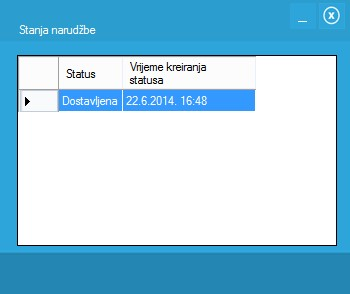 Stanja narudžbe
Status
Vrijeme kreiranja
statusa
Dostavljena
22.6.2014. 16:48